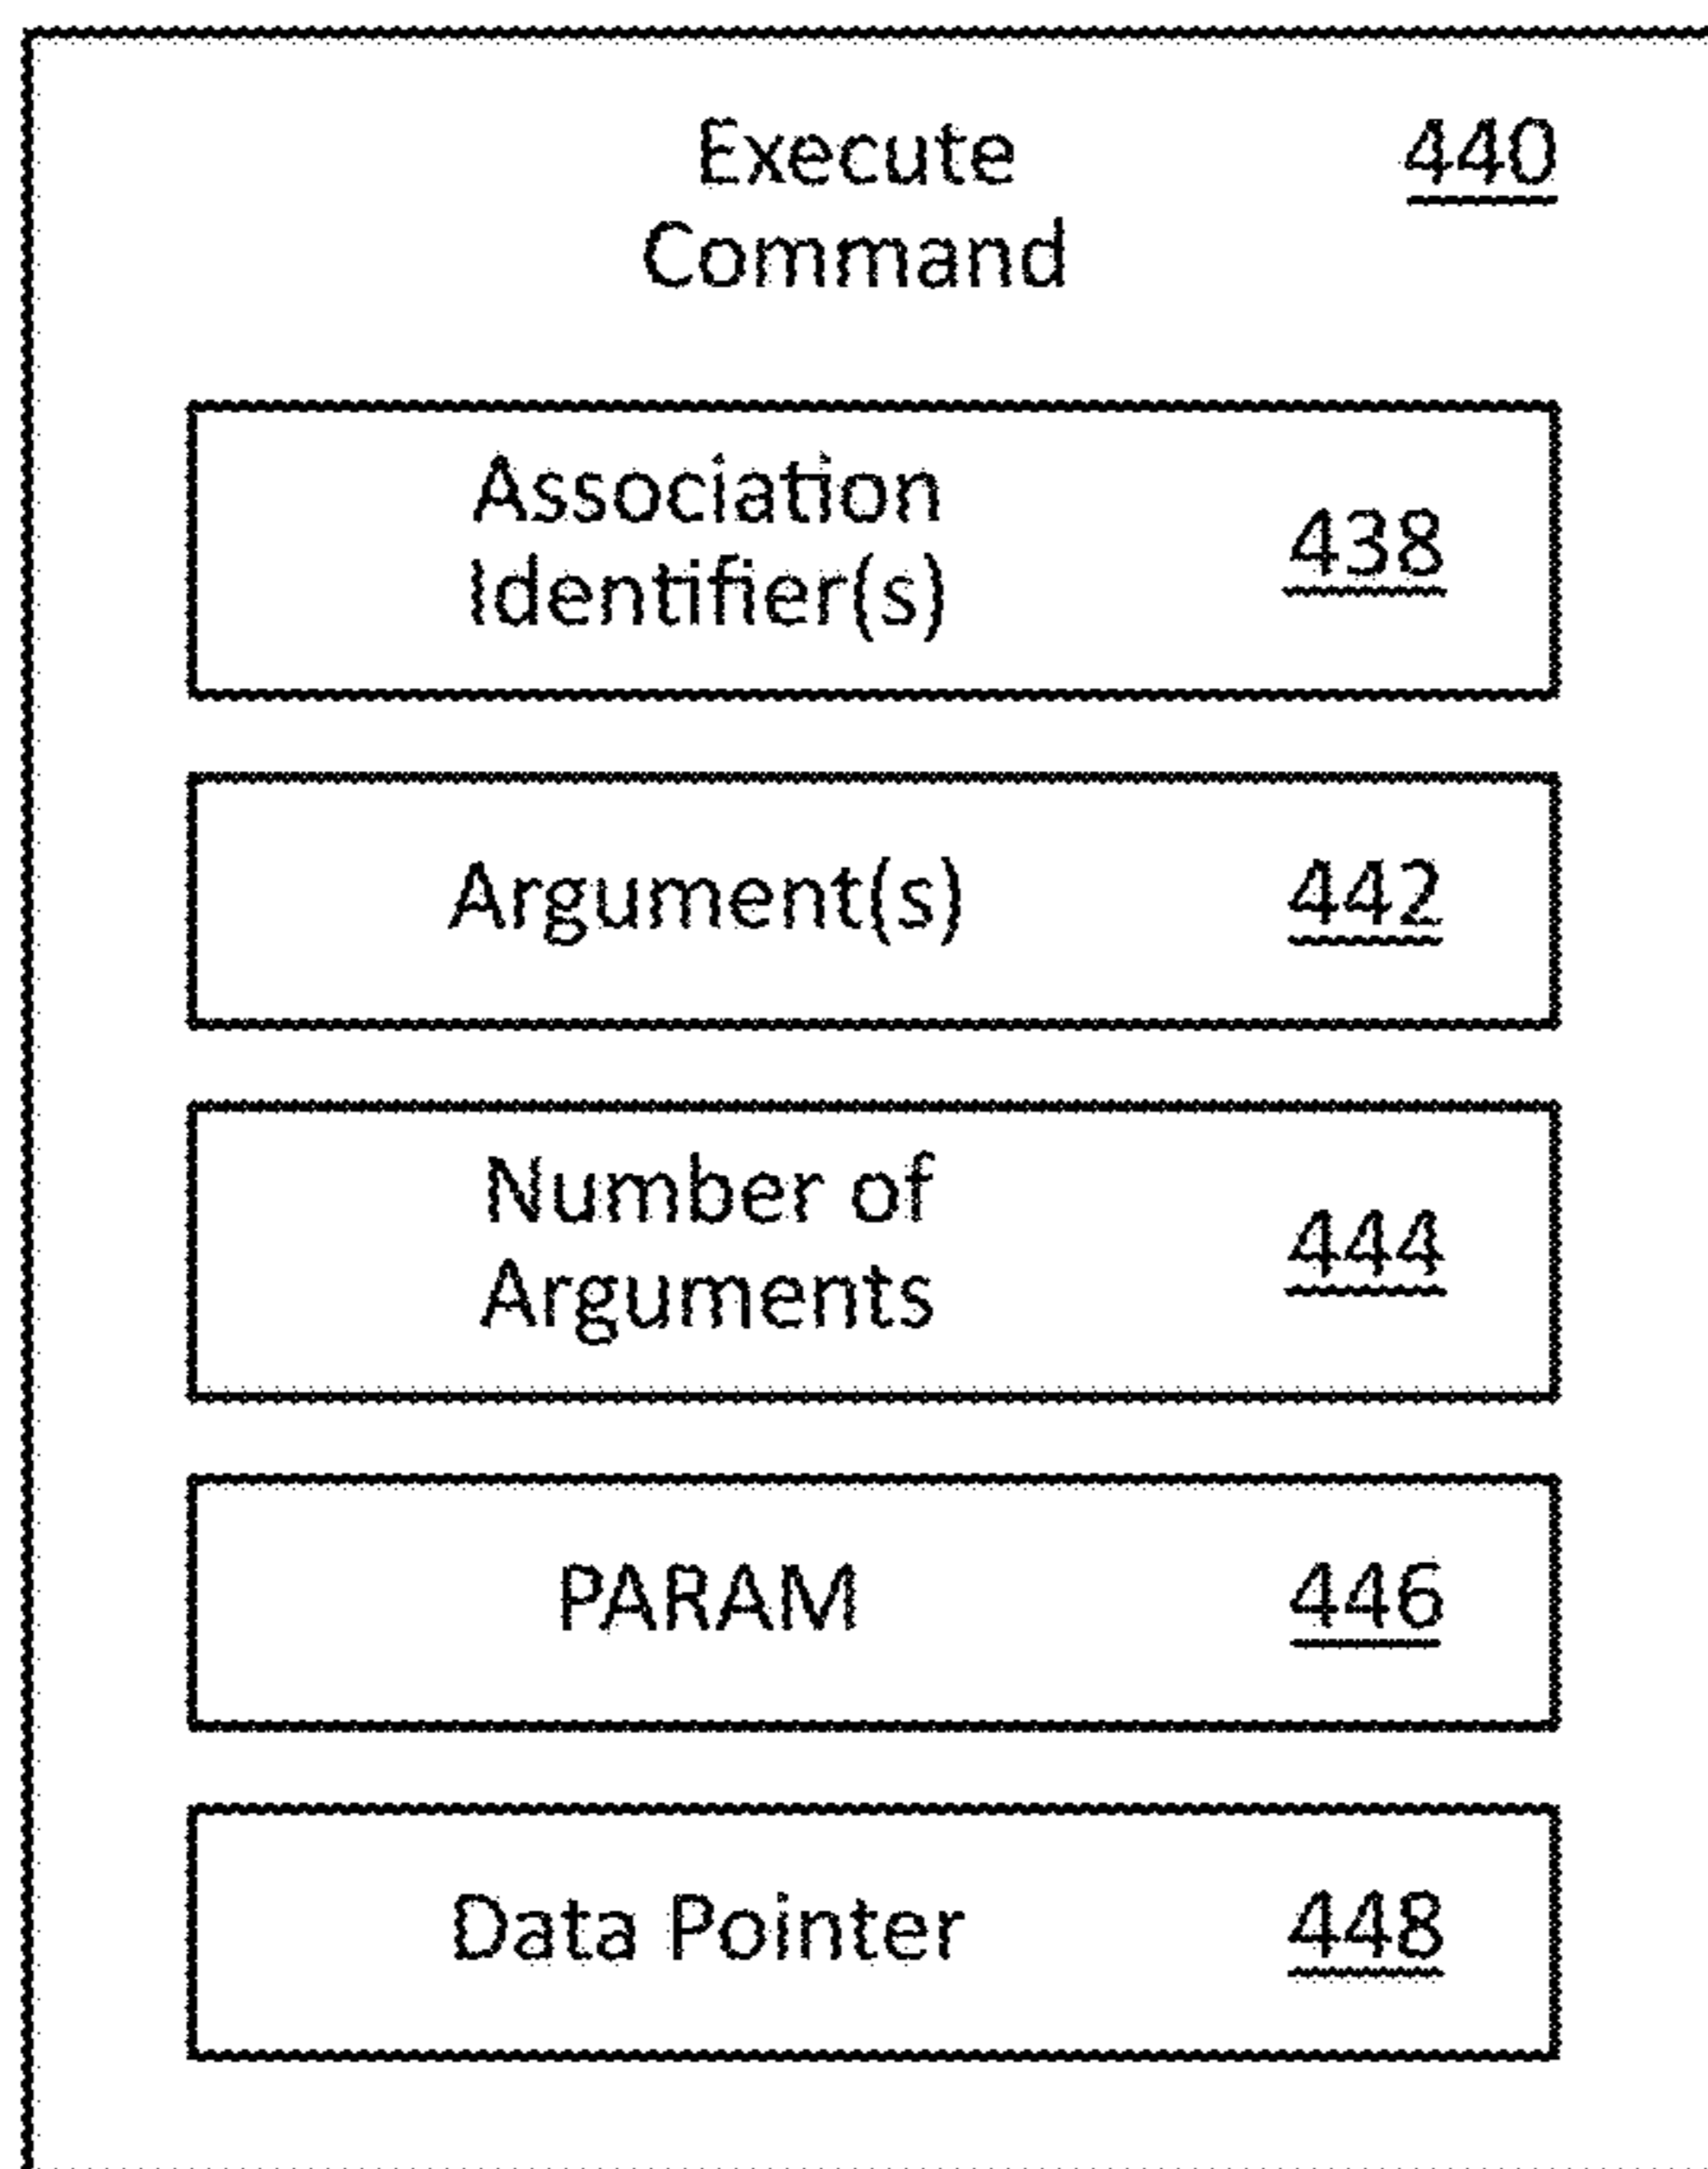 Execute 440
Command
Association
Identifier(s) 438
Argument(s) 442
Number of
Arguments 444
PARAM 446
Data Pointer 448